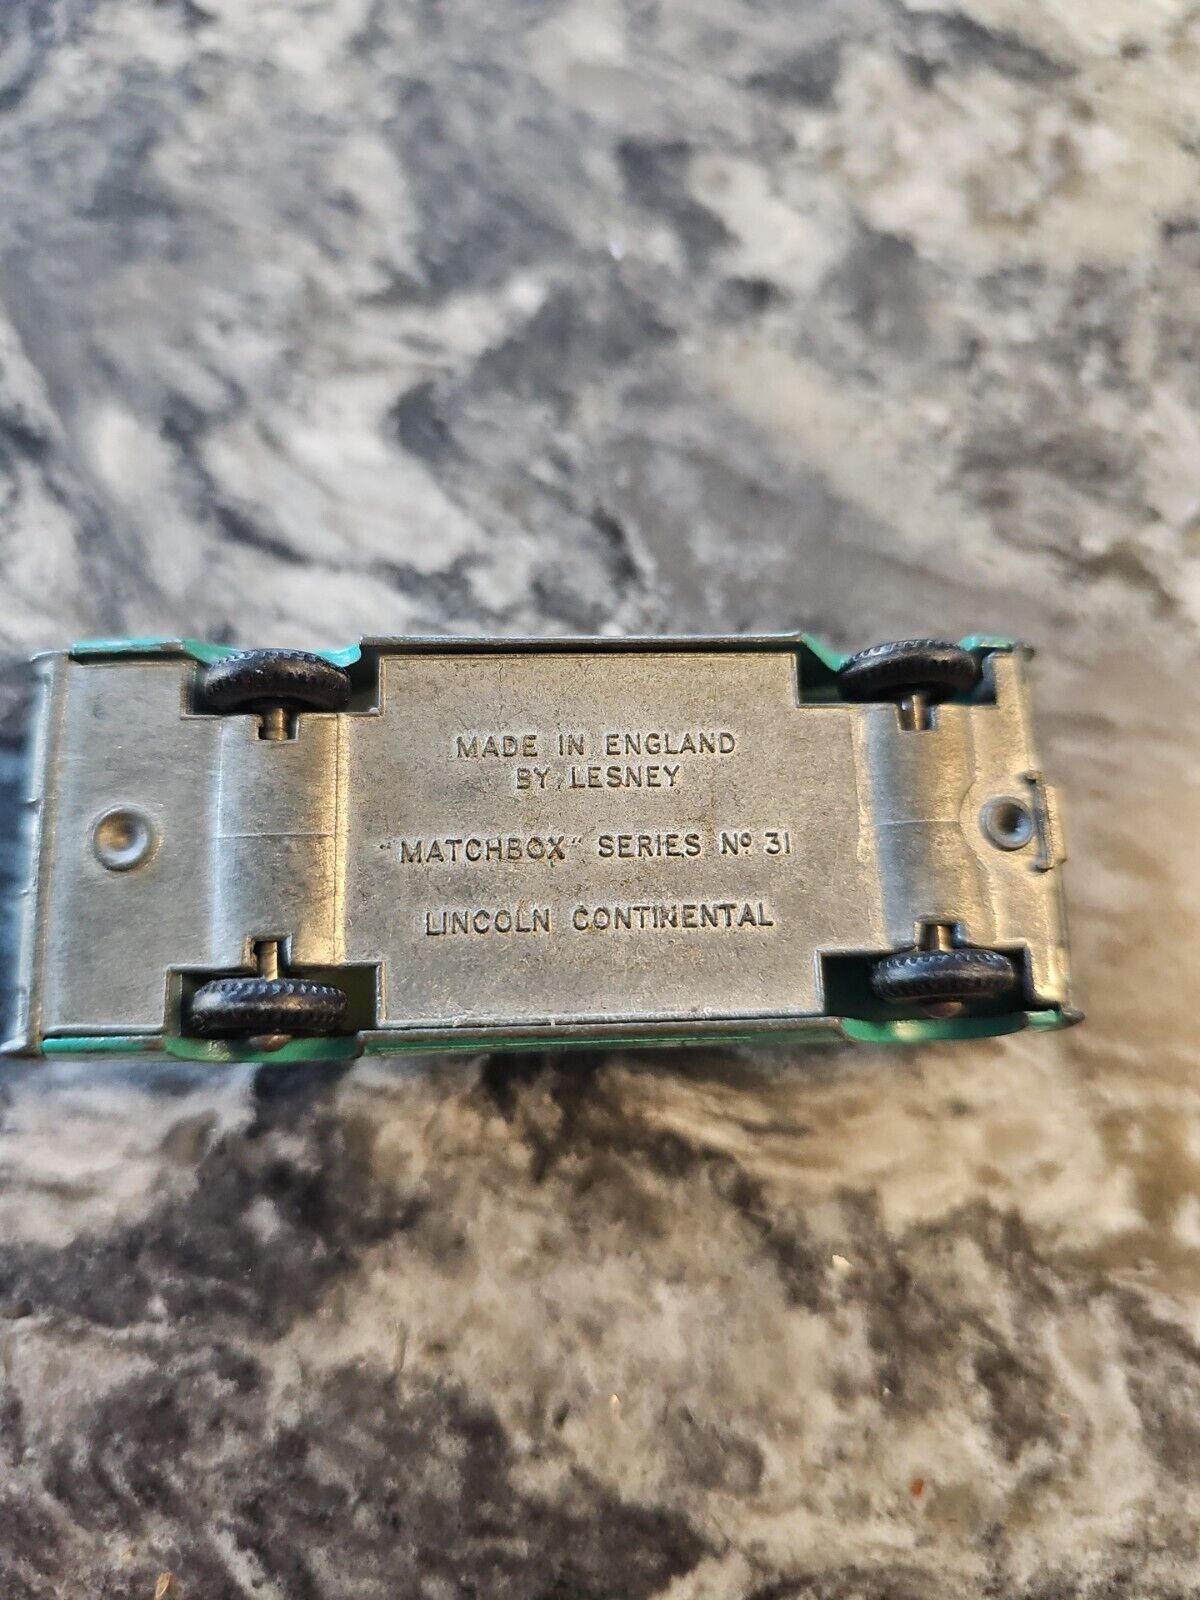 MADE IN ENGLAND
BY LESNEY
"MATCHBOX" SERIES Nº 31
LINCOLN CONTINENTAL